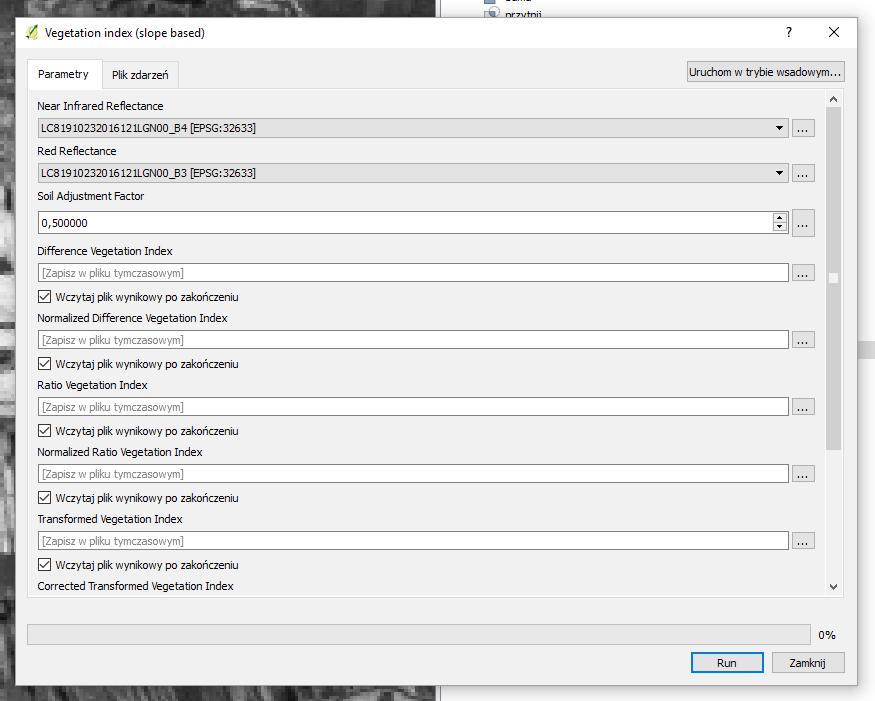 przytnij
Vegetation index (slope based)
?
Parametry
Plik zdarzeń
Uruchom w trybie wsadowym...
Near Infrared Reflectance
LC81910232016121LGN00_B4 [EPSG:32633]
...
Red Reflectance
LC81910232016121LGN00_B3 [EPSG:32633]
...
Soil Adjustment Factor
0,500000
...
Difference Vegetation Index
[Zapisz w pliku tymczasowym]
...
Wczytaj plik wynikowy po zakończeniu
Normalized Difference Vegetation Index
[Zapisz w pliku tymczasowym]
...
Wczytaj plik wynikowy po zakończeniu
Ratio Vegetation Index
[Zapisz w pliku tymczasowym]
...
Wczytaj plik wynikowy po zakończeniu
Normalized Ratio Vegetation Index
[Zapisz w pliku tymczasowym]
...
Wczytaj plik wynikowy po zakończeniu
Transformed Vegetation Index
[Zapisz w pliku tymczasowym]
...
Wczytaj plik wynikowy po zakończeniu
Corrected Transformed Vegetation Index
0%
Run
Zamknij